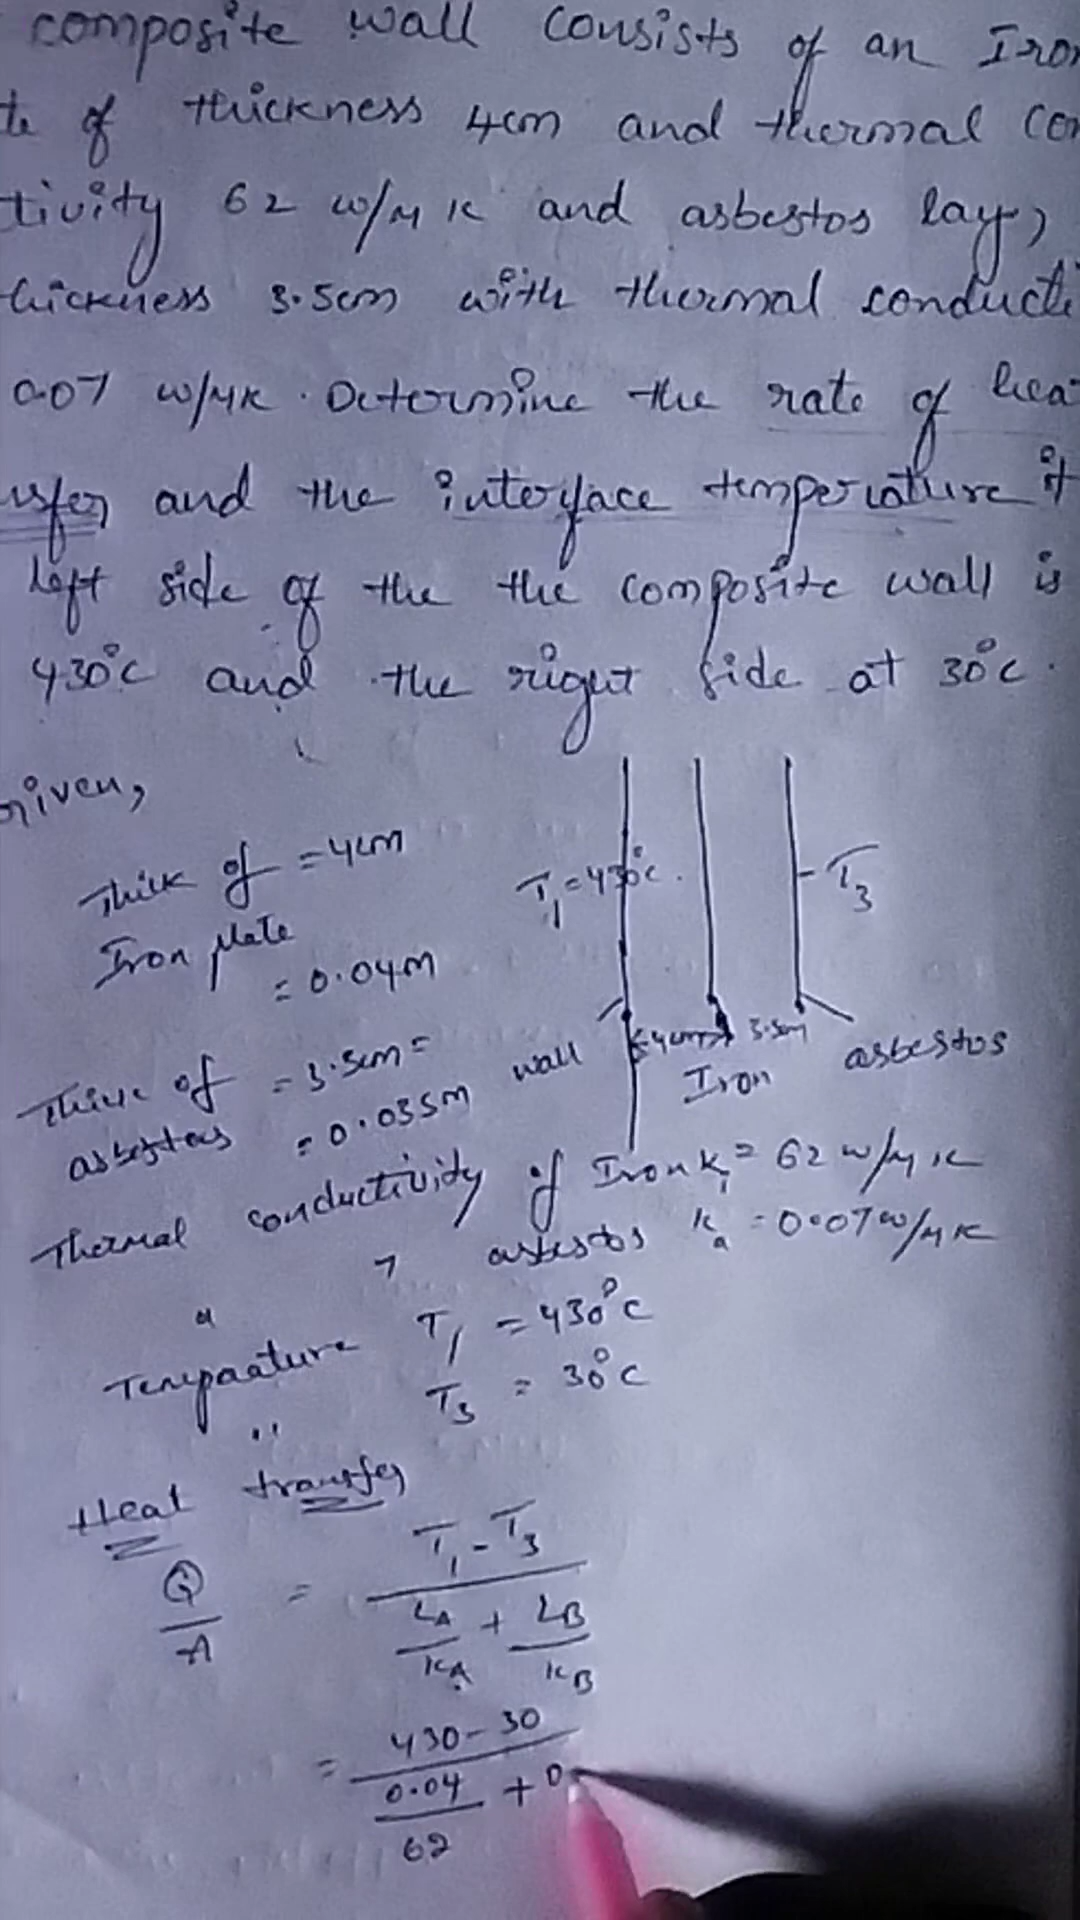 composite wall consists of an Iron
te of thickness 4cm and thermal con
tivity 62 w/MK and asbestos lay,
hickness 3.5cm with thermal conducti
0.07 w/MK. Determine the rate of hea
nsfer and the interface temperature if
left side of the the composite wall is
430°c and the right side at 30°c.
Given,
Thick of = 4cm
Iron plate
= 0.04m
T₁ = 430°c.
T₃
Thick of = 3.5cm =
asbestos = 0.035m
wall
4cm
3.5cm
Iron
asbestos
Thermal conductivity of Iron K₁ = 62 w/MK
" " asbestos Kₐ = 0.07 w/MK
Tempaature T₁ = 430°C
" T₃ = 30°C
Heat transfer
Q/A = T₁ - T₃ / LA/KA + LB/KB
= 430 - 30 / 0.04/62 + 0